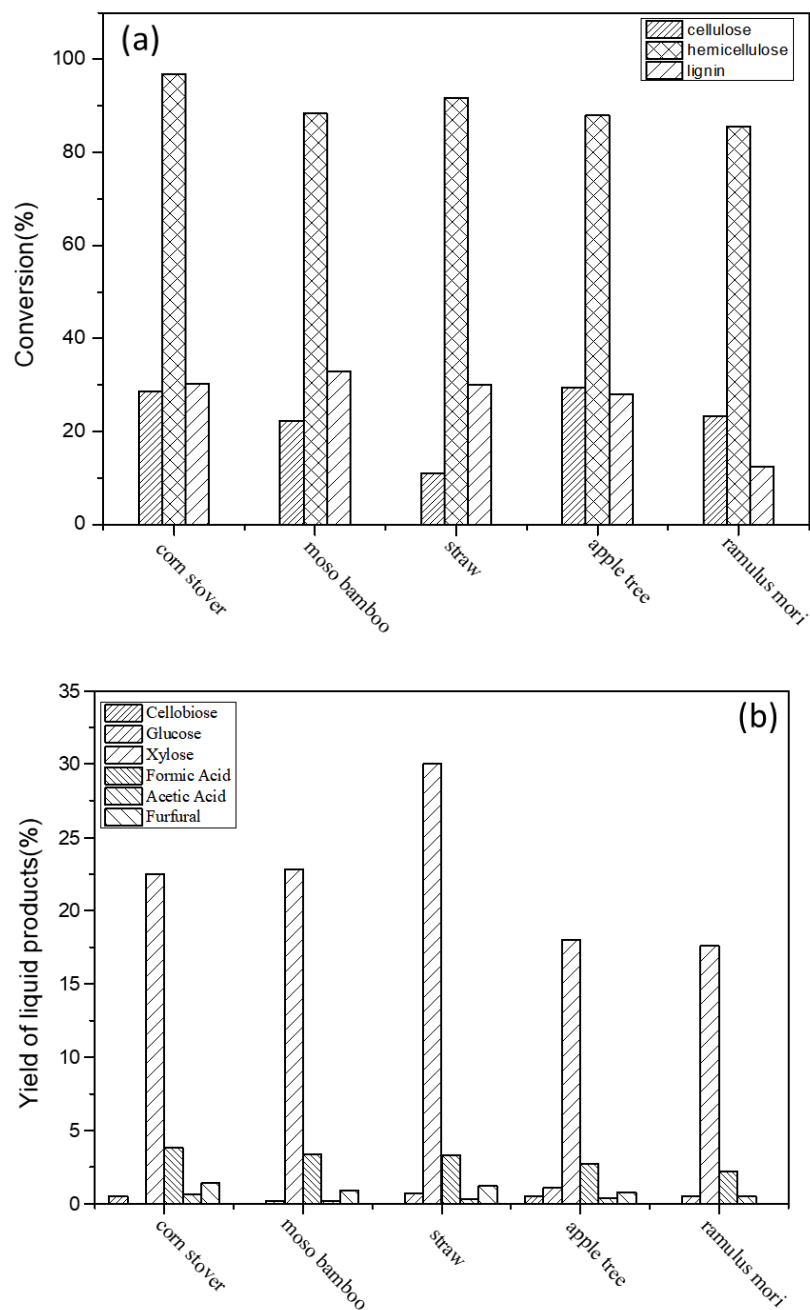 (a)
cellulose
hemicellulose
lignin
100
80
60
40
20
0
Conversion(%)
corn stover
moso bamboo
straw
apple tree
ramulus mori
(b)
Cellobiose
Glucose
Xylose
Formic Acid
Acetic Acid
Furfural
35
30
25
20
15
10
5
0
Yield of liquid products(%)
corn stover
moso bamboo
straw
apple tree
ramulus mori